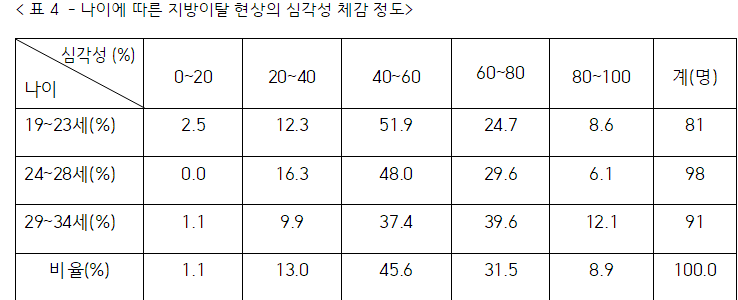 < 표 4 - 나이에 따른 지방이탈 현상의 심각성 체감 정도>
심각성 (%)
나이
0~20 20~40 40~60 60~80 80~100 계(명)
19~23세(%) 2.5 12.3 51.9 24.7 8.6 81
24~28세(%) 0.0 16.3 48.0 29.6 6.1 98
29~34세(%) 1.1 9.9 37.4 39.6 12.1 91
비율(%) 1.1 13.0 45.6 31.5 8.9 100.0